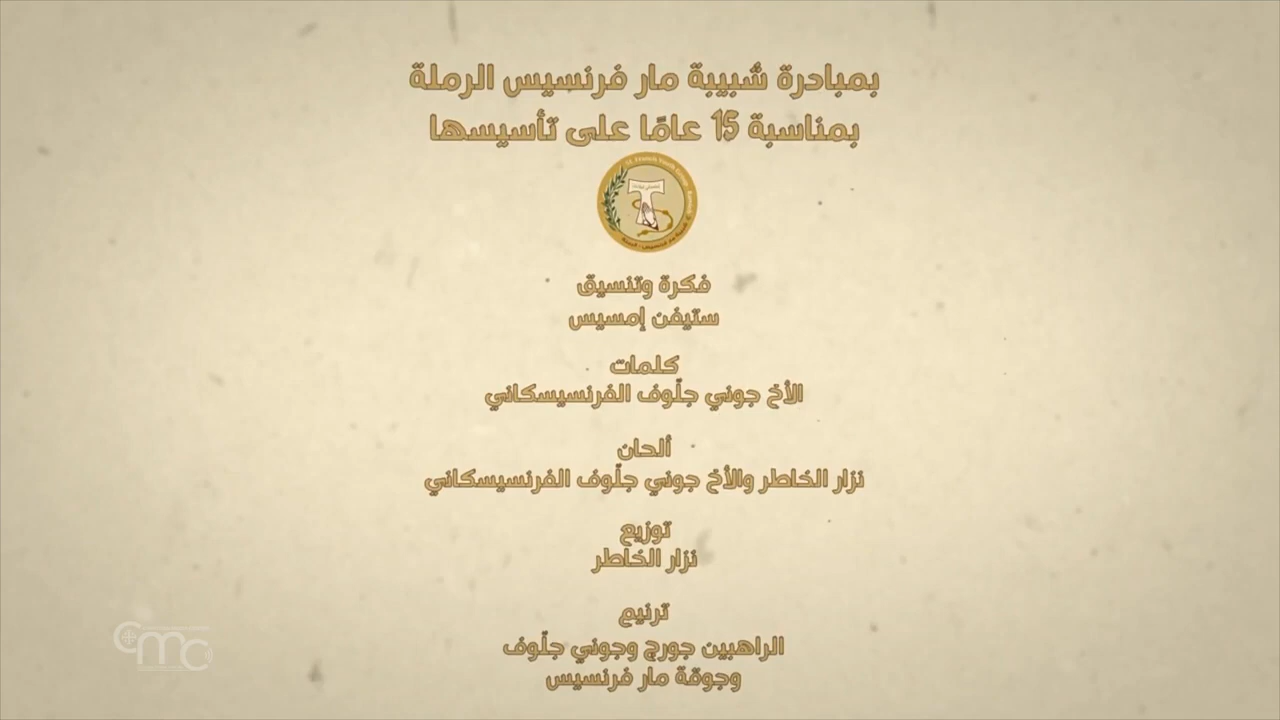 بمبادرة شبيبة مار فرنسيس الرملة
بمناسبة 15 عامًا على تأسيسها
فكرة وتنسيق
ستيفن إمسيس
كلمات
الأخ جوني جلّوف الفرنسيسكاني
ألحان
نزار الخاطر والأخ جوني جلّوف الفرنسيسكاني
توزيع
نزار الخاطر
ترنيم
الراهبين جورج وجوني جلّوف
وجوقة مار فرنسيس
cmc